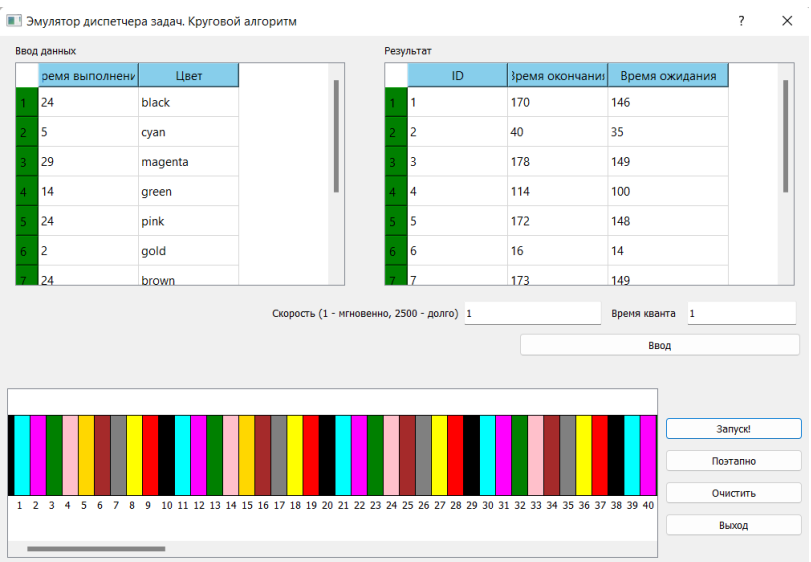 Эмулятор диспетчера задач. Круговой алгоритм ? ×
Ввод данных
ремя выполнени Цвет
1 24 black
2 5 cyan
3 29 magenta
4 14 green
5 24 pink
6 2 gold
7 24 brown
Результат
ID Время окончания Время ожидания
1 1 170 146
2 2 40 35
3 3 178 149
4 4 114 100
5 5 172 148
6 6 16 14
7 7 173 149
Скорость (1 - мгновенно, 2500 - долго) 1 Время кванта 1
Ввод
1 2 3 4 5 6 7 8 9 10 11 12 13 14 15 16 17 18 19 20 21 22 23 24 25 26 27 28 29 30 31 32 33 34 35 36 37 38 39 40
Запуск!
Поэтапно
Очистить
Выход